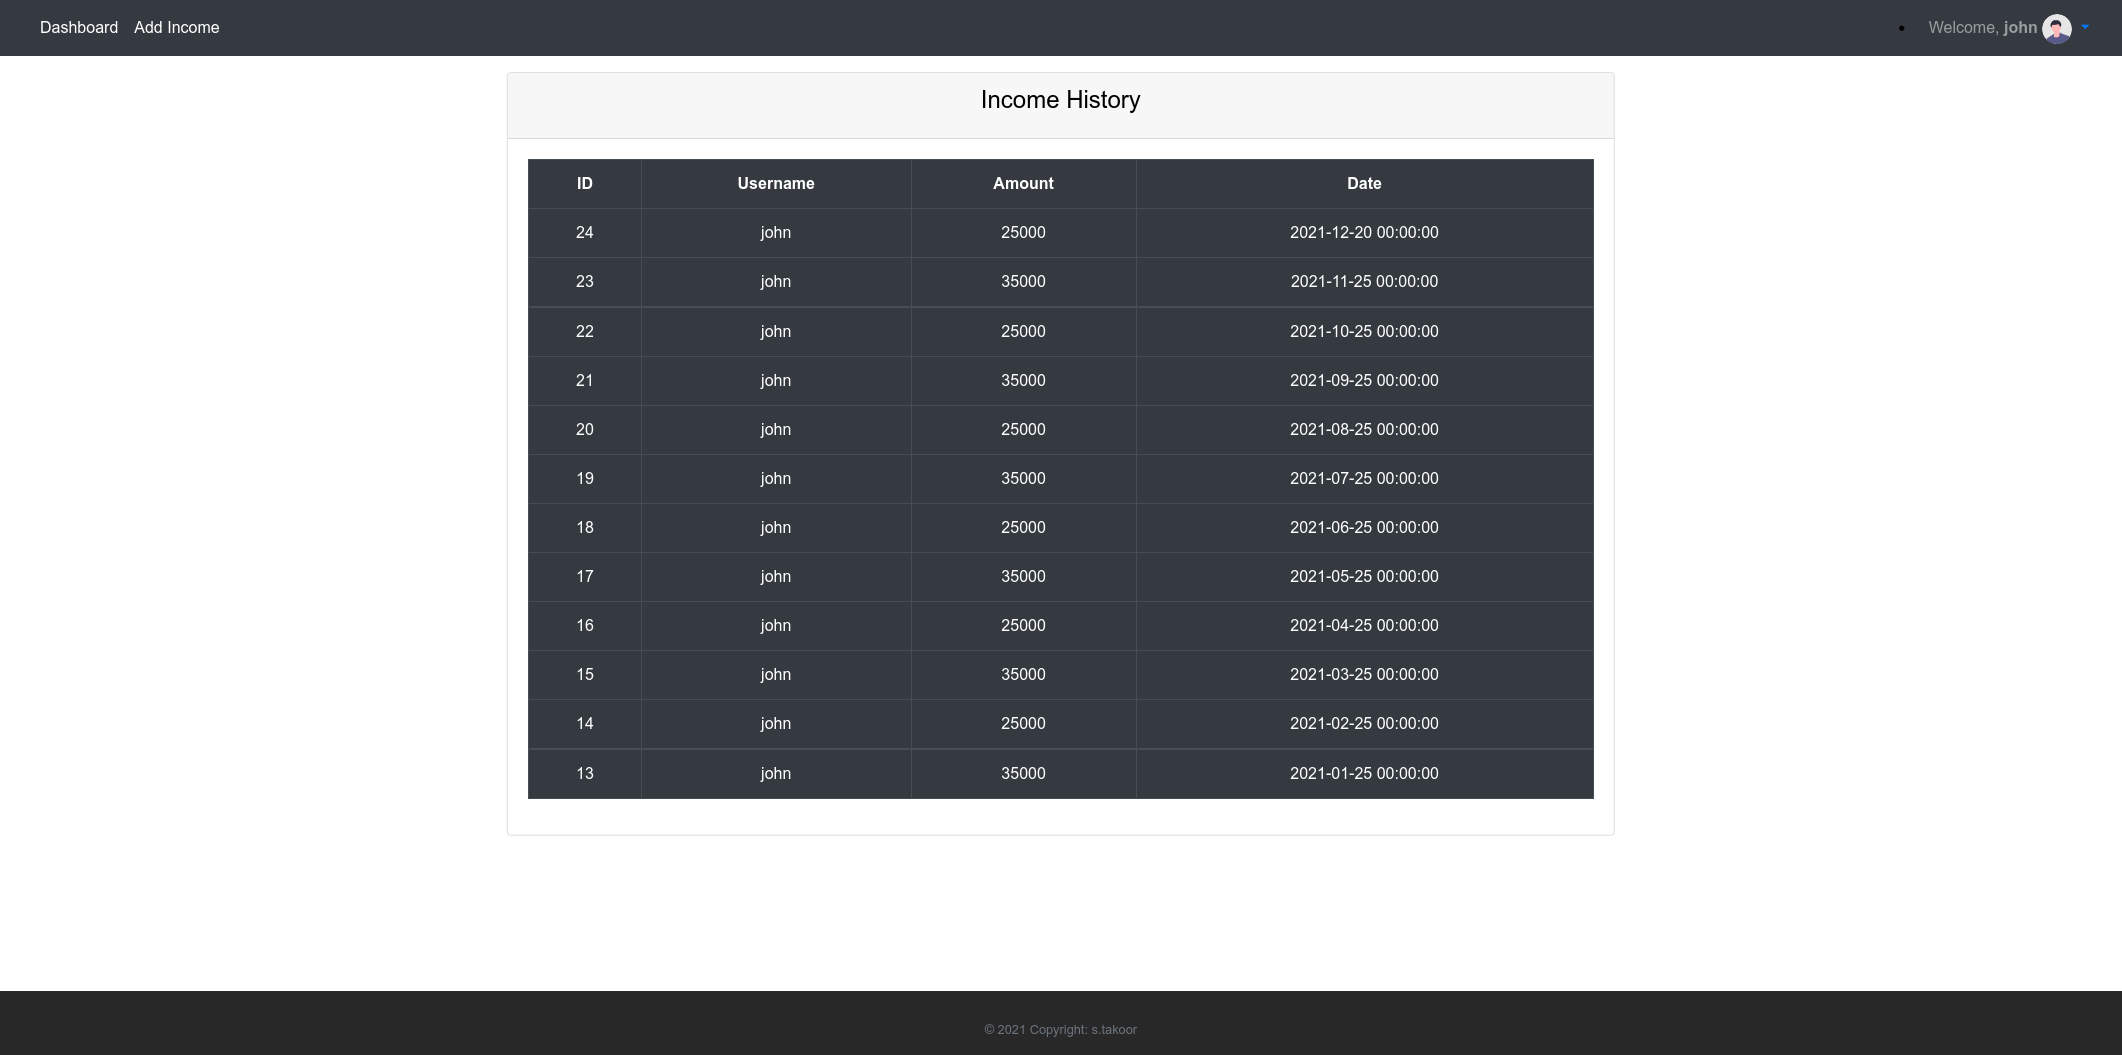 Dashboard Add Income Welcome, john
Income History
ID Username Amount Date
24 john 25000 2021-12-20 00:00:00
23 john 35000 2021-11-25 00:00:00
22 john 25000 2021-10-25 00:00:00
21 john 35000 2021-09-25 00:00:00
20 john 25000 2021-08-25 00:00:00
19 john 35000 2021-07-25 00:00:00
18 john 25000 2021-06-25 00:00:00
17 john 35000 2021-05-25 00:00:00
16 john 25000 2021-04-25 00:00:00
15 john 35000 2021-03-25 00:00:00
14 john 25000 2021-02-25 00:00:00
13 john 35000 2021-01-25 00:00:00
© 2021 Copyright: s.takoor